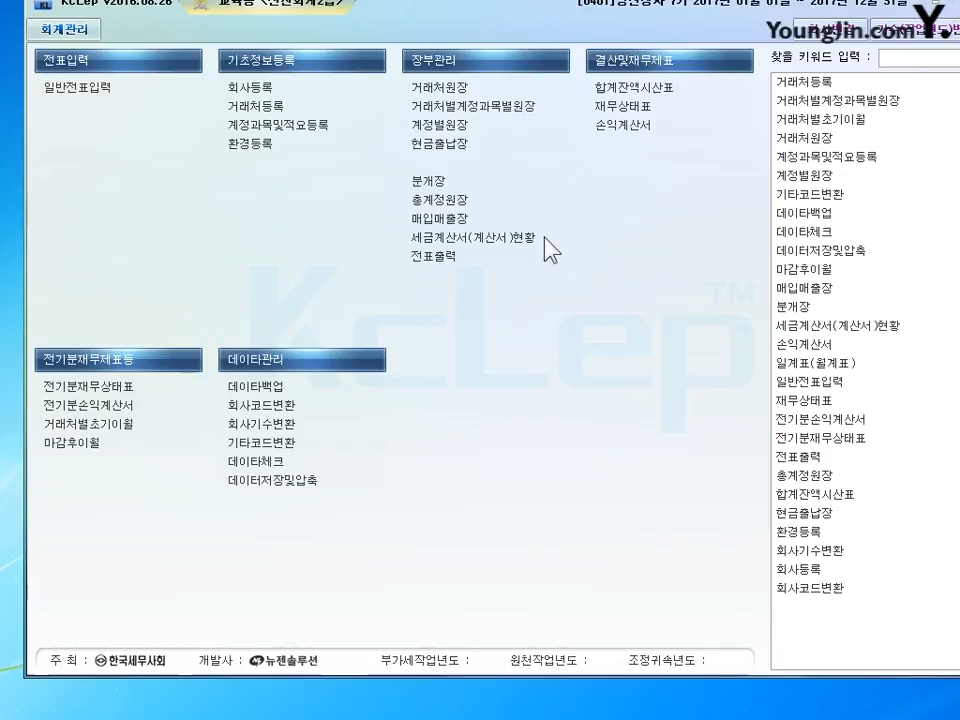 KcLep v2016.08.26
Younglin.com Y.
회계관리
전표입력
일반전표입력
기초정보등록
회사등록
거래처등록
계정과목및적요등록
환경등록
장부관리
거래처원장
거래처별계정과목별원장
계정별원장
현금출납장
분개장
총계정원장
매입매출장
세금계산서(계산서)현황
전표출력
결산및재무제표
합계잔액시산표
재무상태표
손익계산서
KcLep TM
전기분재무제표등
전기분재무상태표
전기분손익계산서
거래처별초기이월
마감후이월
데이타관리
데이타백업
회사코드변환
회사기수변환
기타코드변환
데이타체크
데이터저장및압축
찾을 키워드 입력 :
거래처등록
거래처별계정과목별원장
거래처별초기이월
거래처원장
계정과목및적요등록
계정별원장
기타코드변환
데이타백업
데이타체크
데이터저장및압축
마감후이월
매입매출장
분개장
세금계산서(계산서)현황
손익계산서
일계표(월계표)
일반전표입력
재무상태표
전기분손익계산서
전기분재무상태표
전표출력
총계정원장
합계잔액시산표
현금출납장
환경등록
회사기수변환
회사등록
회사코드변환
주 최 : 한국세무사회 개발사 : 뉴젠솔루션 부가세작업년도 : 원천작업년도 : 조정귀속년도 :